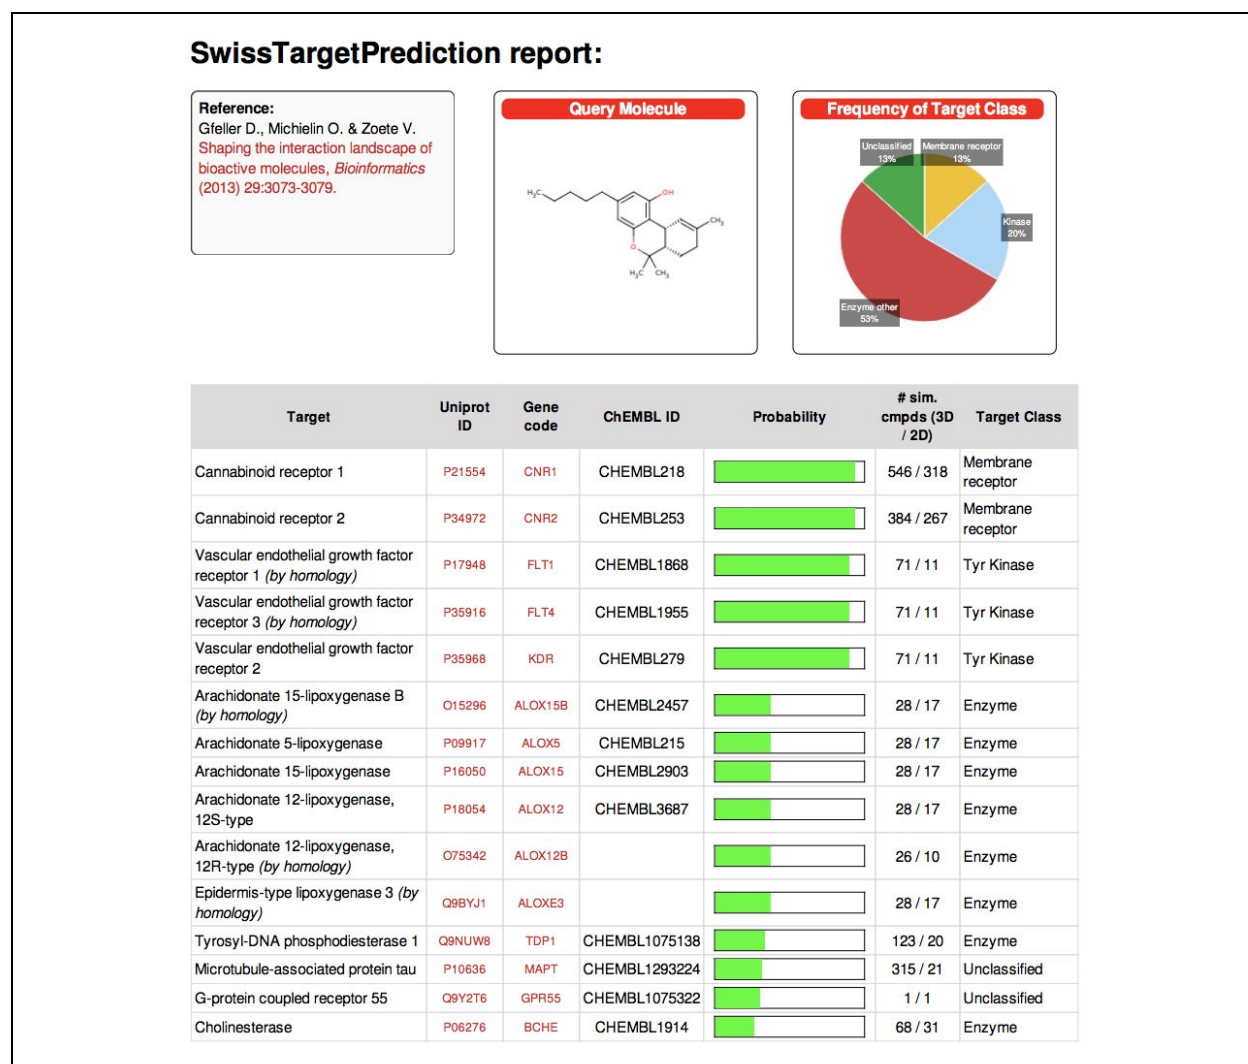 SwissTargetPrediction report:
Reference:
Gfeller D., Michielin O. & Zoete V.
Shaping the interaction landscape of
bioactive molecules, Bioinformatics
(2013) 29:3073-3079.
Query Molecule
H₃C
OH
CH₃
O
H₃C CH₃
Frequency of Target Class
Unclassified
13%
Membrane receptor
13%
Kinase
20%
Enzyme other
53%
Target Uniprot ID Gene code ChEMBL ID Probability # sim. cmpds (3D / 2D) Target Class
Cannabinoid receptor 1 P21554 CNR1 CHEMBL218 546 / 318 Membrane receptor
Cannabinoid receptor 2 P34972 CNR2 CHEMBL253 384 / 267 Membrane receptor
Vascular endothelial growth factor receptor 1 (by homology) P17948 FLT1 CHEMBL1868 71 / 11 Tyr Kinase
Vascular endothelial growth factor receptor 3 (by homology) P35916 FLT4 CHEMBL1955 71 / 11 Tyr Kinase
Vascular endothelial growth factor receptor 2 P35968 KDR CHEMBL279 71 / 11 Tyr Kinase
Arachidonate 15-lipoxygenase B (by homology) O15296 ALOX15B CHEMBL2457 28 / 17 Enzyme
Arachidonate 5-lipoxygenase P09917 ALOX5 CHEMBL215 28 / 17 Enzyme
Arachidonate 15-lipoxygenase P16050 ALOX15 CHEMBL2903 28 / 17 Enzyme
Arachidonate 12-lipoxygenase, 12S-type P18054 ALOX12 CHEMBL3687 28 / 17 Enzyme
Arachidonate 12-lipoxygenase, 12R-type (by homology) O75342 ALOX12B 26 / 10 Enzyme
Epidermis-type lipoxygenase 3 (by homology) Q9BYJ1 ALOXE3 28 / 17 Enzyme
Tyrosyl-DNA phosphodiesterase 1 Q9NUW8 TDP1 CHEMBL1075138 123 / 20 Enzyme
Microtubule-associated protein tau P10636 MAPT CHEMBL1293224 315 / 21 Unclassified
G-protein coupled receptor 55 Q9Y2T6 GPR55 CHEMBL1075322 1 / 1 Unclassified
Cholinesterase P06276 BCHE CHEMBL1914 68 / 31 Enzyme